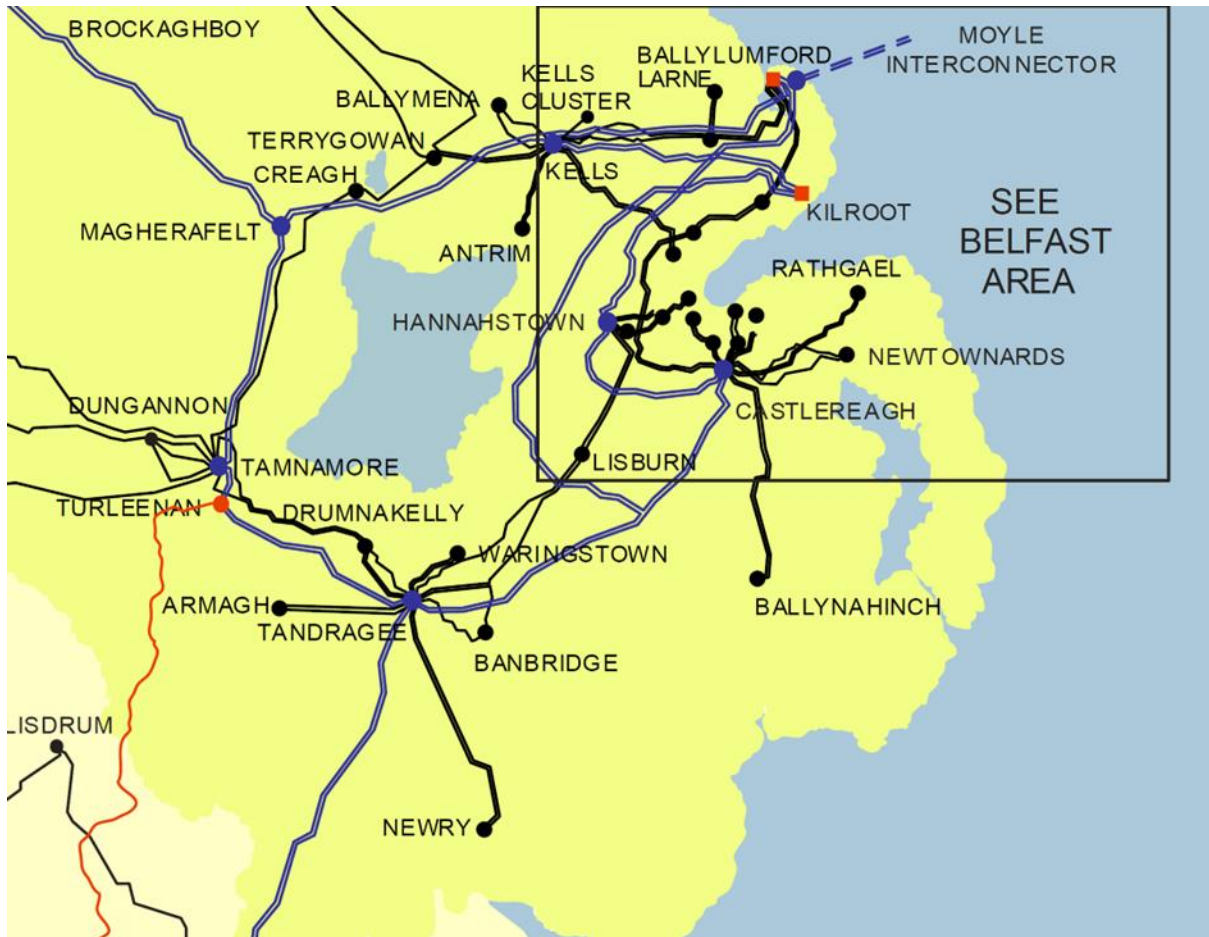 BROCKAGHBOY
BALLYLUMFORD
LARNE
MOYLE
INTERCONNECTOR
KELLS
CLUSTER
BALLYMENA
TERRYGOWAN
CREAGH
KELLS
MAGHERAFELT
ANTRIM
KILROOT
SEE
BELFAST
AREA
RATHGAEL
HANNAHSTOWN
NEWTOWNARDS
DUNGANNON
CASTLEREAGH
TAMNAMORE
LISBURN
TURLEENAN
DRUMNAKELLY
WARINGSTOWN
ARMAGH
TANDRAGEE
BALLYNAHINCH
BANBRIDGE
LISDRUM
NEWRY